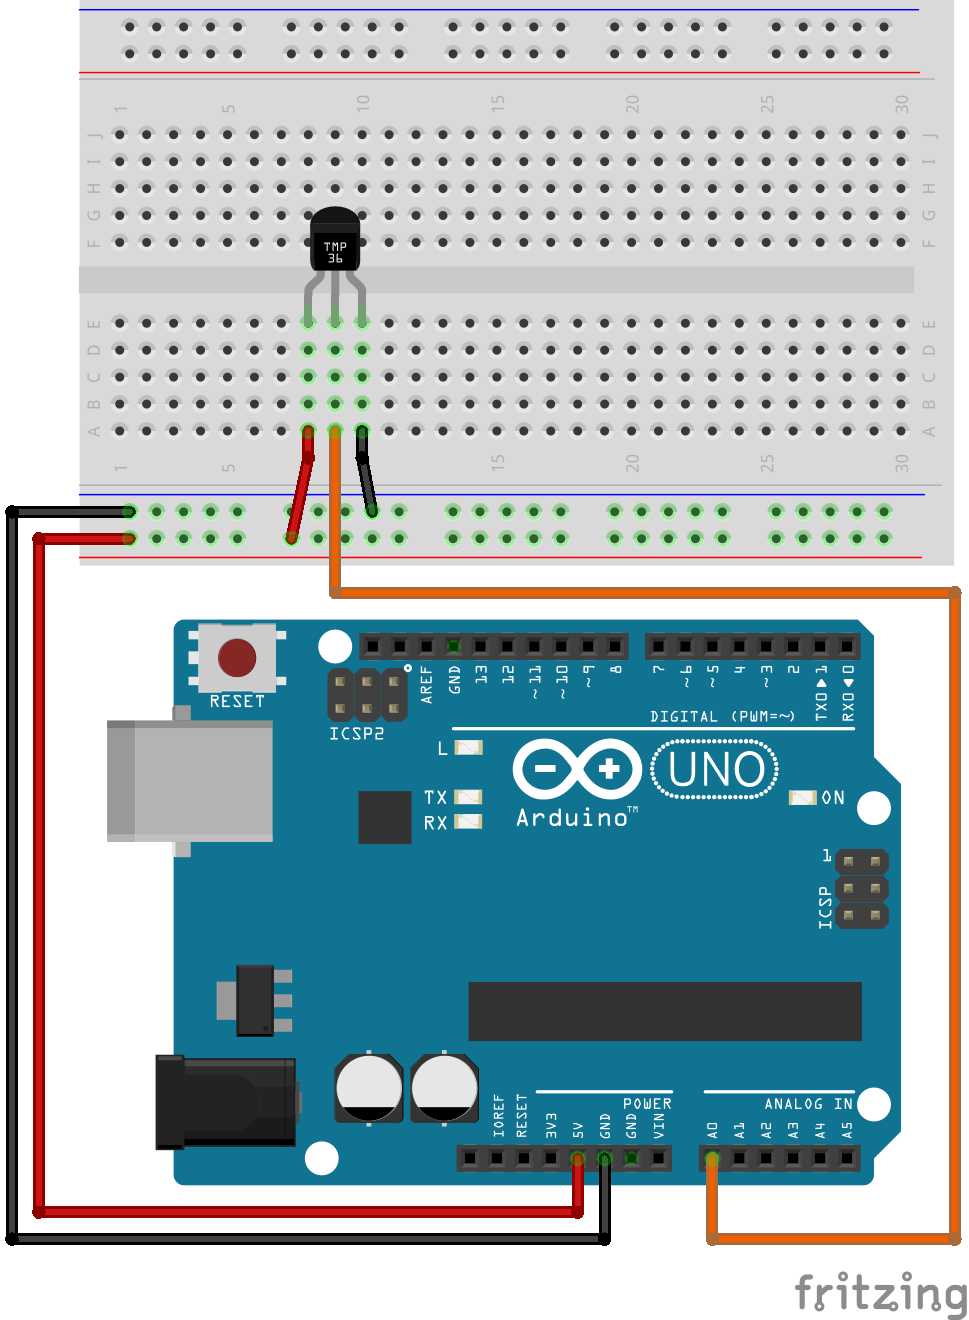 1 5 10 15 20 25 30
J J
I I
H H
G G
F F
TMP
36
E E
D D
C C
B B
A A
1 5 15 20 25 30
RESET
ICSP2
AREF
GND
13
12
~11
~10
~9
8
7
~6
~5
4
~3
2
TX0▶1
RX0◀0
DIGITAL (PWM=~)
L
TX
RX
UNO
ON
Arduino™
1
ICSP
IOREF
RESET
3V3
5V
GND
GND
VIN
POWER
ANALOG IN
A0
A1
A2
A3
A4
A5
fritzing